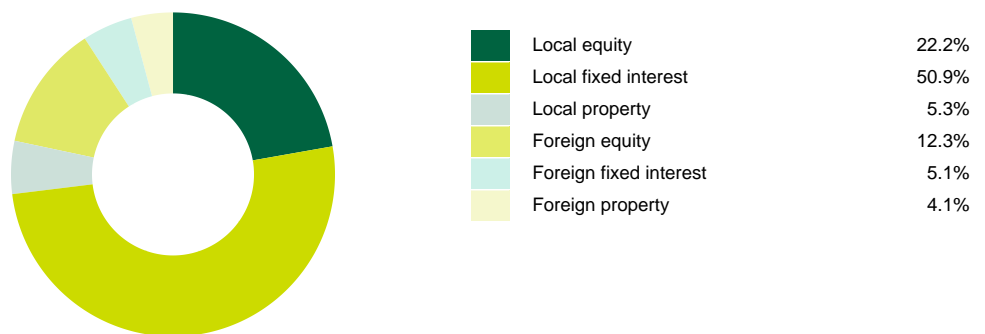 Local equity 22.2%
Local fixed interest 50.9%
Local property 5.3%
Foreign equity 12.3%
Foreign fixed interest 5.1%
Foreign property 4.1%